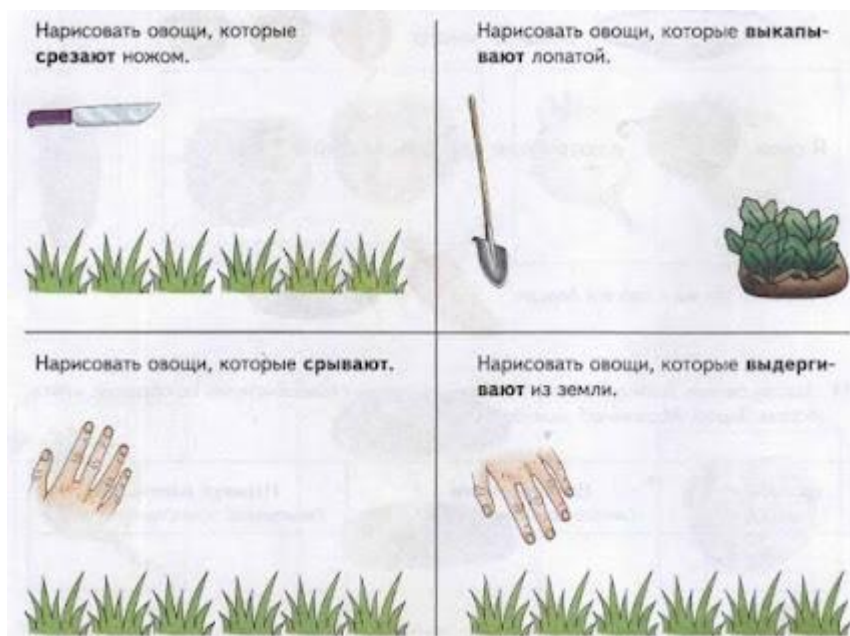 Нарисовать овощи, которые
срезают ножом.
Нарисовать овощи, которые выкапы-
вают лопатой.
Нарисовать овощи, которые срывают.
Нарисовать овощи, которые выдерги-
вают из земли.